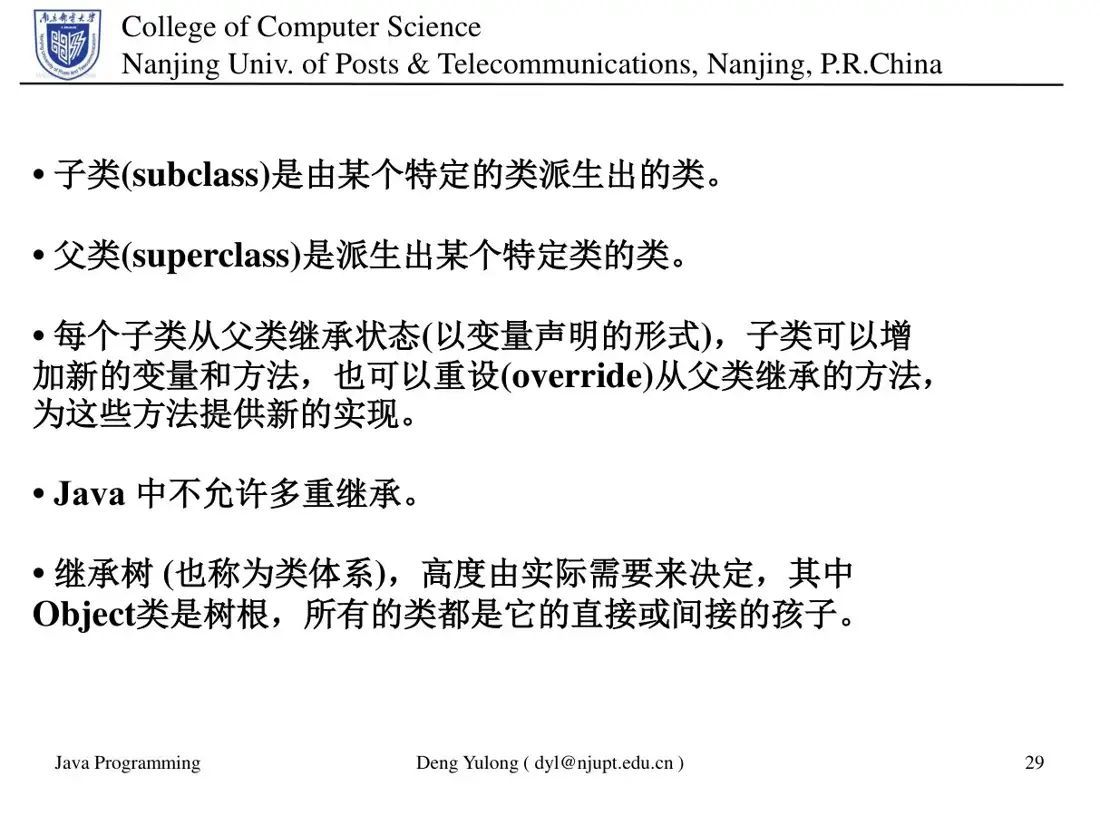 College of Computer Science
Nanjing Univ. of Posts & Telecommunications, Nanjing, P.R.China
• 子类(subclass)是由某个特定的类派生出的类。
• 父类(superclass)是派生出某个特定类的类。
• 每个子类从父类继承状态(以变量声明的形式)，子类可以增
加新的变量和方法，也可以重设(override)从父类继承的方法，
为这些方法提供新的实现。
• Java 中不允许多重继承。
• 继承树 (也称为类体系)，高度由实际需要来决定，其中
Object类是树根，所有的类都是它的直接或间接的孩子。
Java Programming
Deng Yulong ( dyl@njupt.edu.cn )
29